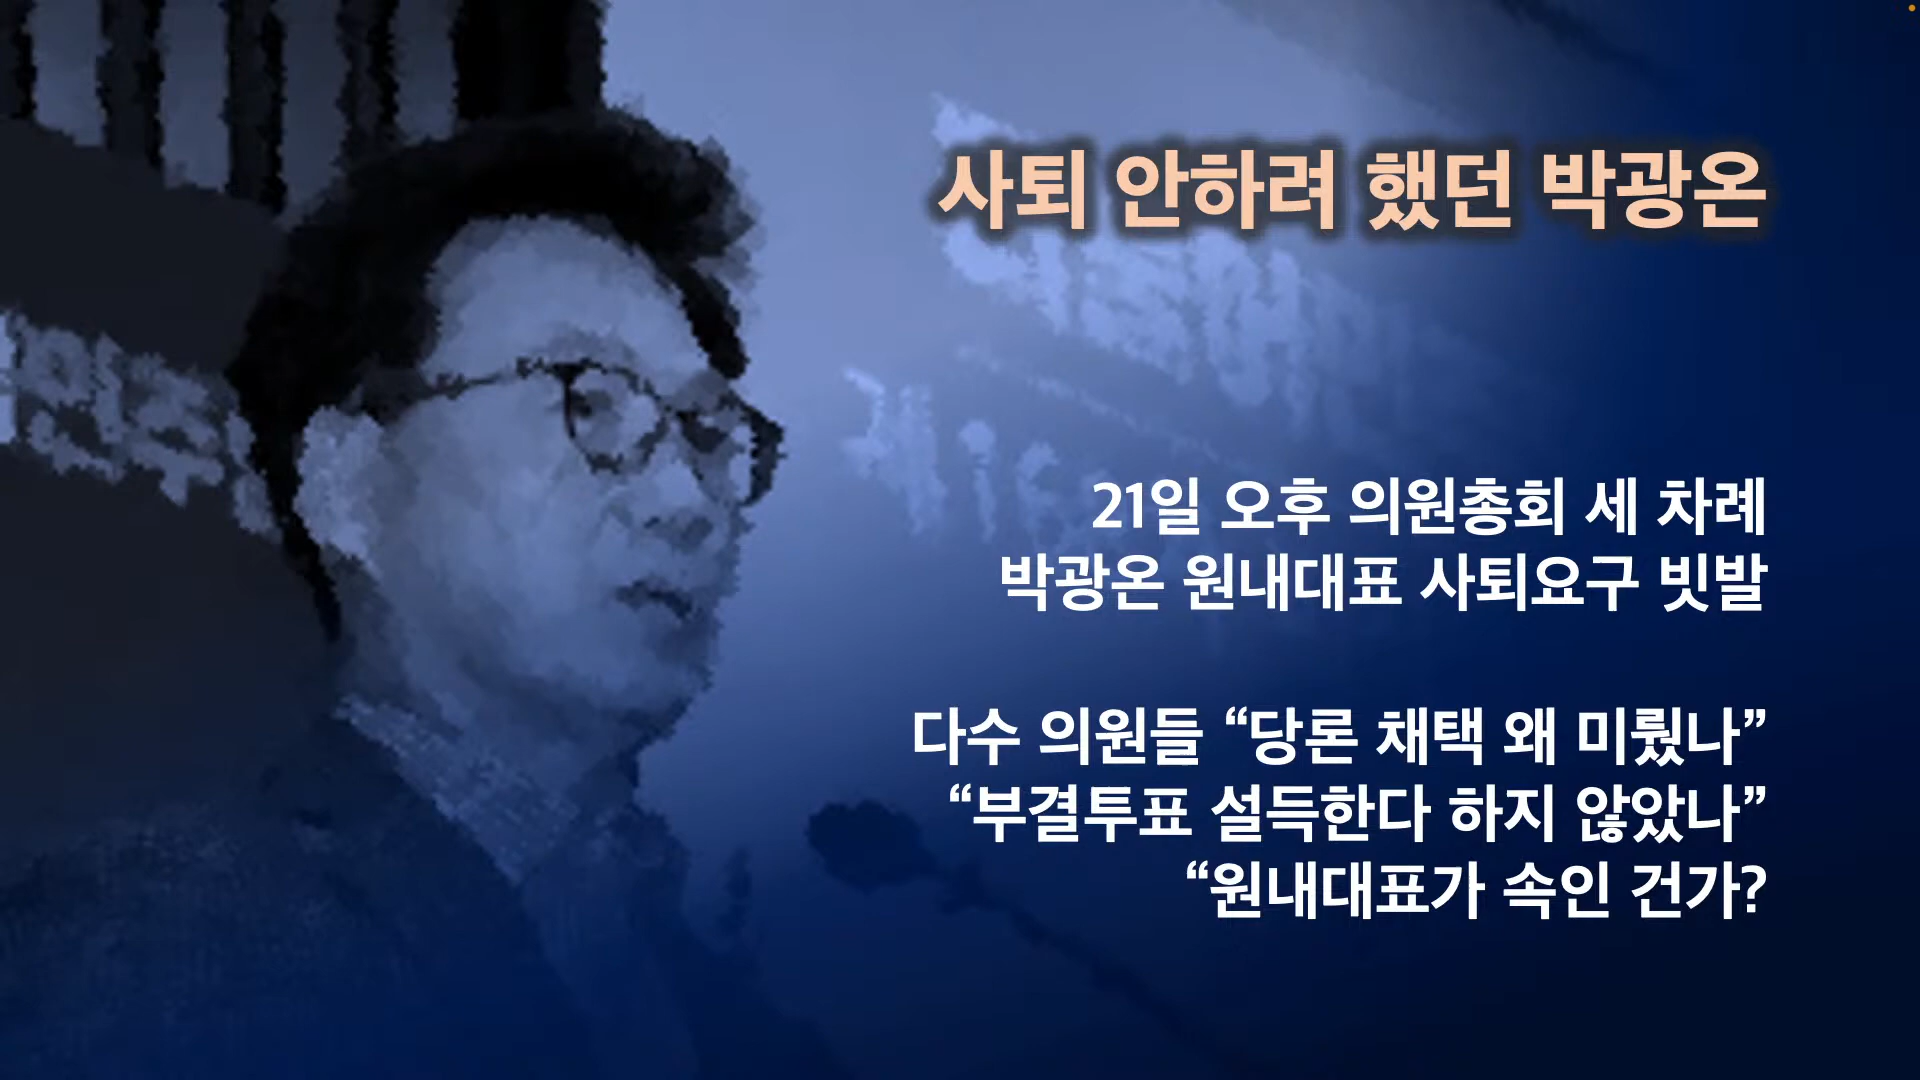 사퇴 안하려 했던 박광온
21일 오후 의원총회 세 차례
박광온 원내대표 사퇴요구 빗발
다수 의원들 “당론 채택 왜 미뤘나”
“부결투표 설득한다 하지 않았나”
“원내대표가 속인 건가?